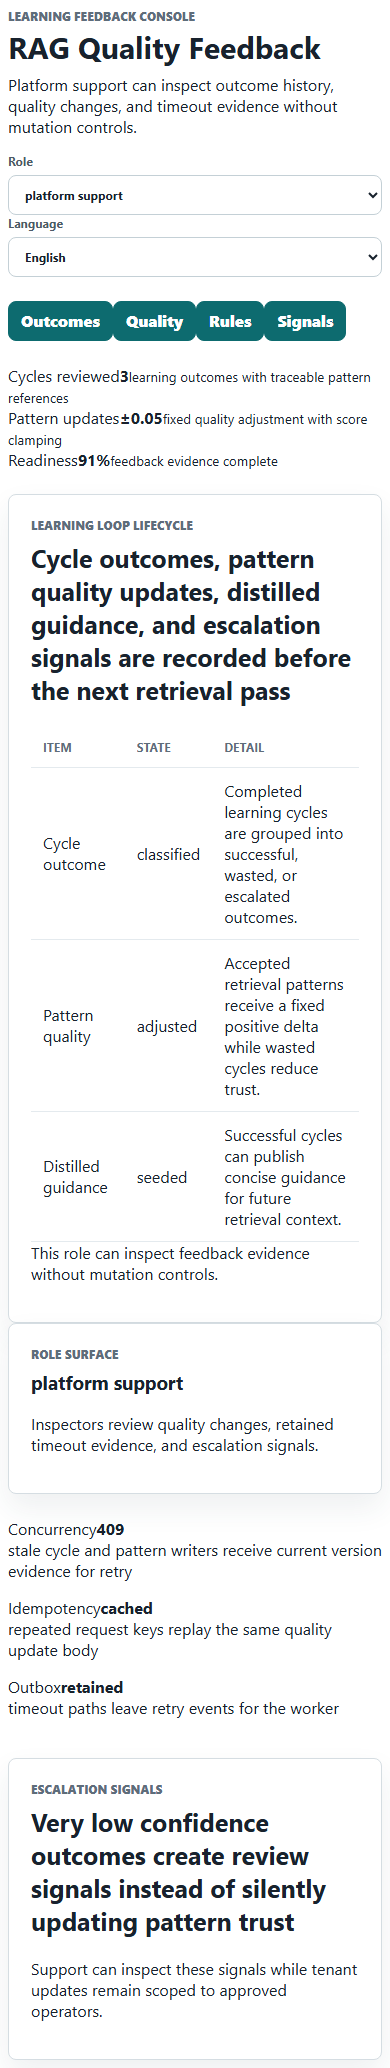 LEARNING FEEDBACK CONSOLE
RAG Quality Feedback
Platform support can inspect outcome history,
quality changes, and timeout evidence without
mutation controls.
Role
platform support
Language
English
Outcomes Quality Rules Signals
Cycles reviewed3learning outcomes with traceable pattern
references
Pattern updates±0.05fixed quality adjustment with score
clamping
Readiness91%feedback evidence complete
LEARNING LOOP LIFECYCLE
Cycle outcomes, pattern
quality updates, distilled
guidance, and escalation
signals are recorded before
the next retrieval pass
ITEM STATE DETAIL
Cycle
outcome
classified
Completed
learning cycles
are grouped into
successful,
wasted, or
escalated
outcomes.
Pattern
quality
adjusted
Accepted
retrieval patterns
receive a fixed
positive delta
while wasted
cycles reduce
trust.
Distilled
guidance
seeded
Successful cycles
can publish
concise guidance
for future
retrieval context.
This role can inspect feedback evidence
without mutation controls.
ROLE SURFACE
platform support
Inspectors review quality changes, retained
timeout evidence, and escalation signals.
Concurrency409
stale cycle and pattern writers receive current version
evidence for retry
Idempotencycached
repeated request keys replay the same quality
update body
Outboxretained
timeout paths leave retry events for the worker
ESCALATION SIGNALS
Very low confidence
outcomes create review
signals instead of silently
updating pattern trust
Support can inspect these signals while tenant
updates remain scoped to approved
operators.